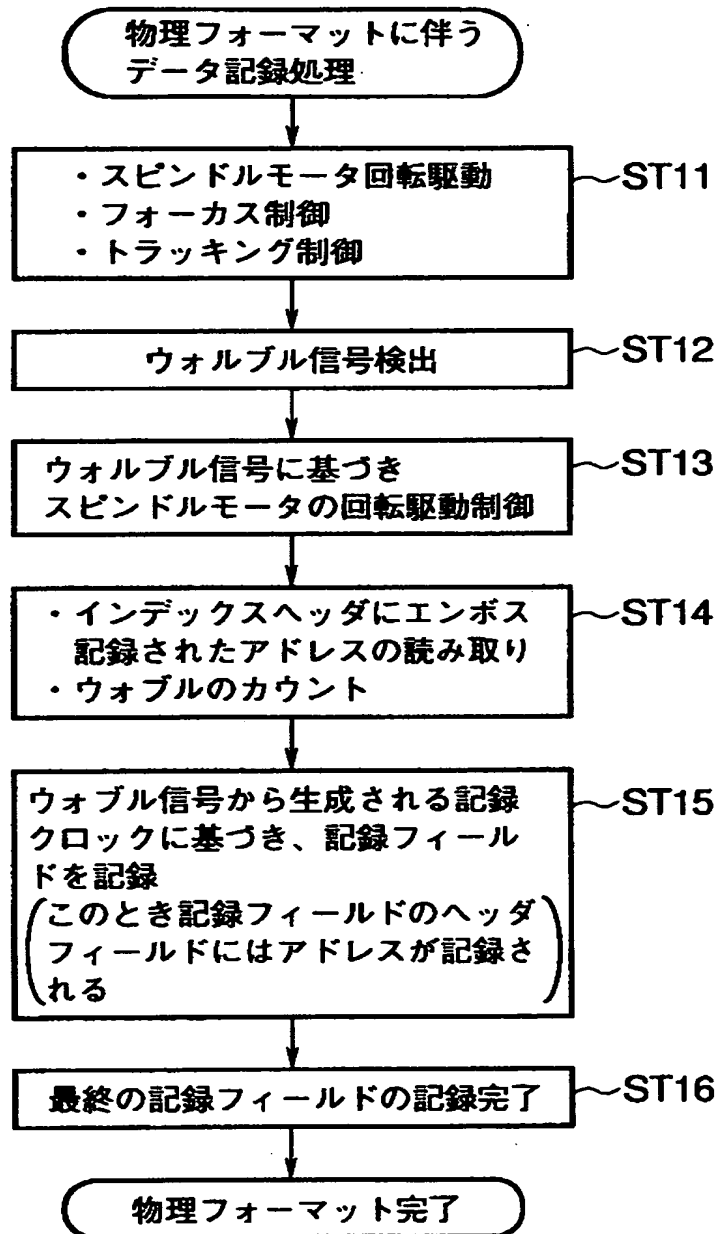 物理フォーマットに伴う
データ記録処理
・スピンドルモータ回転駆動
・フォーカス制御
・トラッキング制御
ST11
ウォルブル信号検出
ST12
ウォルブル信号に基づき
スピンドルモータの回転駆動制御
ST13
・インデックスヘッダにエンボス
記録されたアドレスの読み取り
・ウォブルのカウント
ST14
ウォブル信号から生成される記録
クロックに基づき、記録フィール
ドを記録
(このとき記録フィールドのヘッダ
フィールドにはアドレスが記録さ
れる)
ST15
最終の記録フィールドの記録完了
ST16
物理フォーマット完了